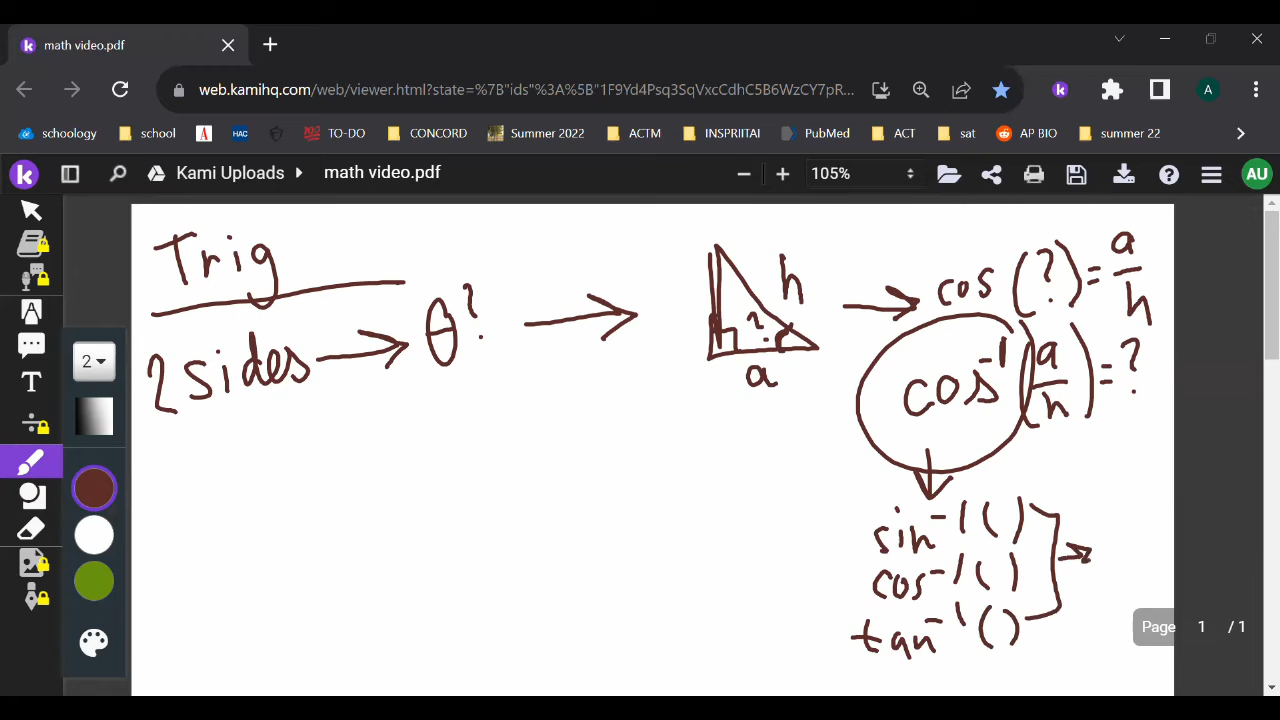 math video.pdf
web.kamihq.com/web/viewer.html?state=%7B"ids"%3A%5B"1F9Yd4Psq3SqVxcCdhC5B6WzCY7pR...
A
schoology school A HAC TO-DO CONCORD Summer 2022 ACTM INSPRITAI PubMed ACT sat AP BIO summer 22
Kami Uploads math video.pdf 105% AU
Trig
2 sides → θ? → h ? a → cos (?) = a/h
cos⁻¹ (a/h) = ?
sin⁻¹ ( )
cos⁻¹ ( )
tan⁻¹ ( )
2
Page 1 / 1